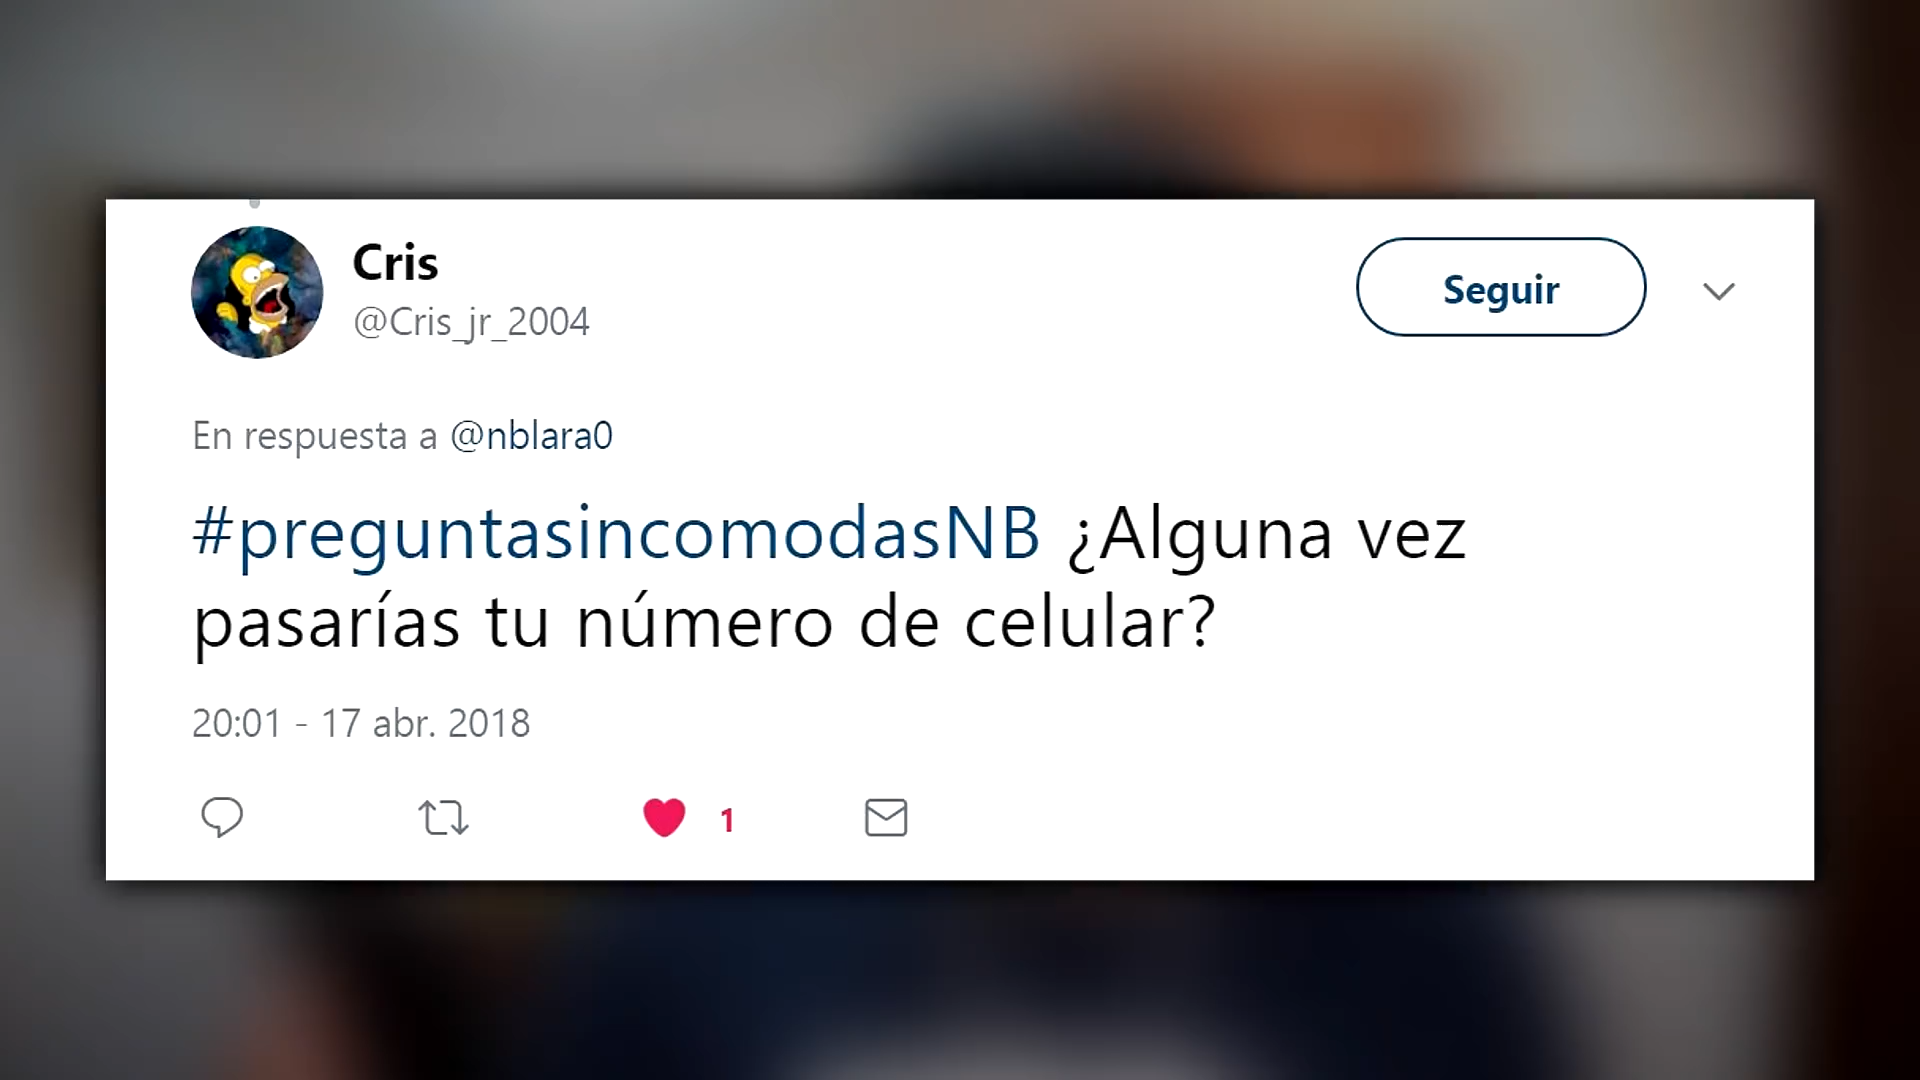 Cris
@Cris_jr_2004
Seguir
En respuesta a @nblara0
#preguntasincomodasNB ¿Alguna vez
pasarías tu número de celular?
20:01 - 17 abr. 2018
1